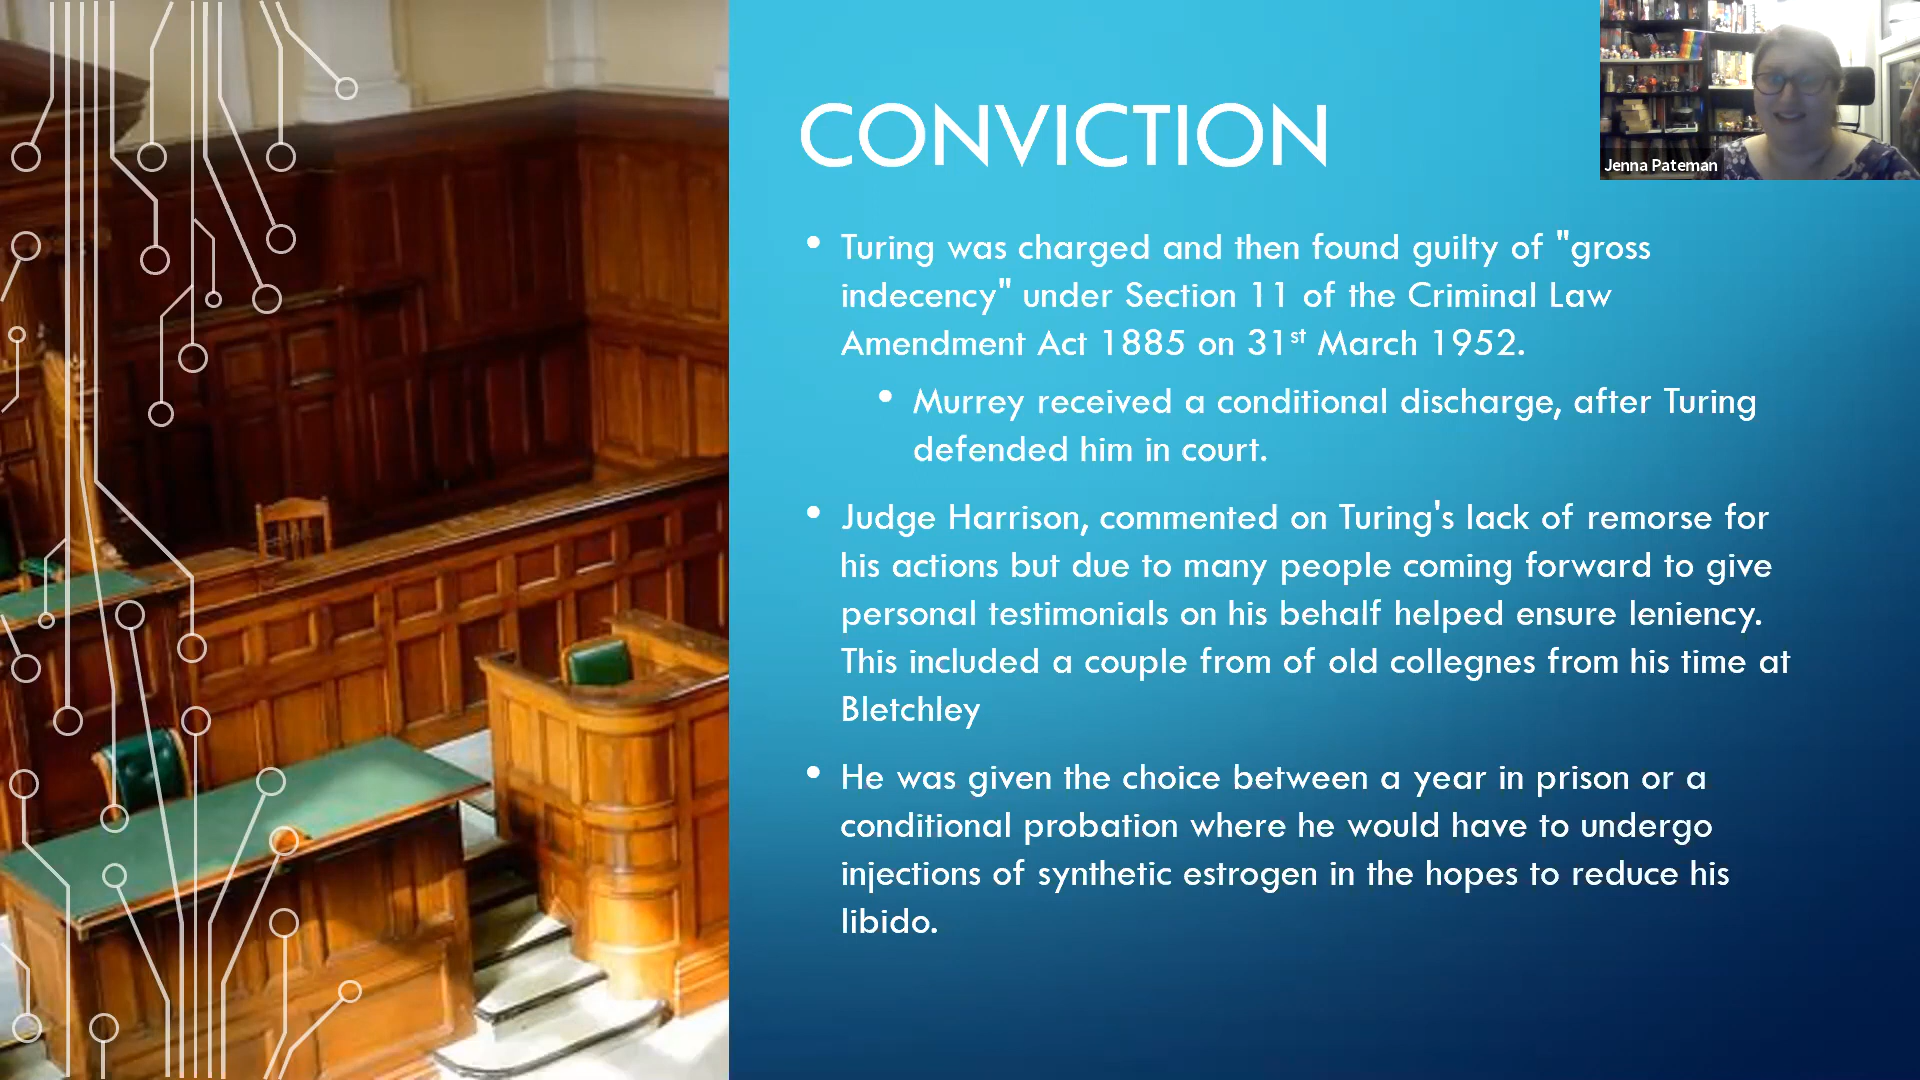 CONVICTION
Jenna Pateman
• Turing was charged and then found guilty of "gross
indecency" under Section 11 of the Criminal Law
Amendment Act 1885 on 31st March 1952.
• Murrey received a conditional discharge, after Turing
defended him in court.
• Judge Harrison, commented on Turing's lack of remorse for
his actions but due to many people coming forward to give
personal testimonials on his behalf helped ensure leniency.
This included a couple from of old collegnes from his time at
Bletchley
• He was given the choice between a year in prison or a
conditional probation where he would have to undergo
injections of synthetic estrogen in the hopes to reduce his
libido.